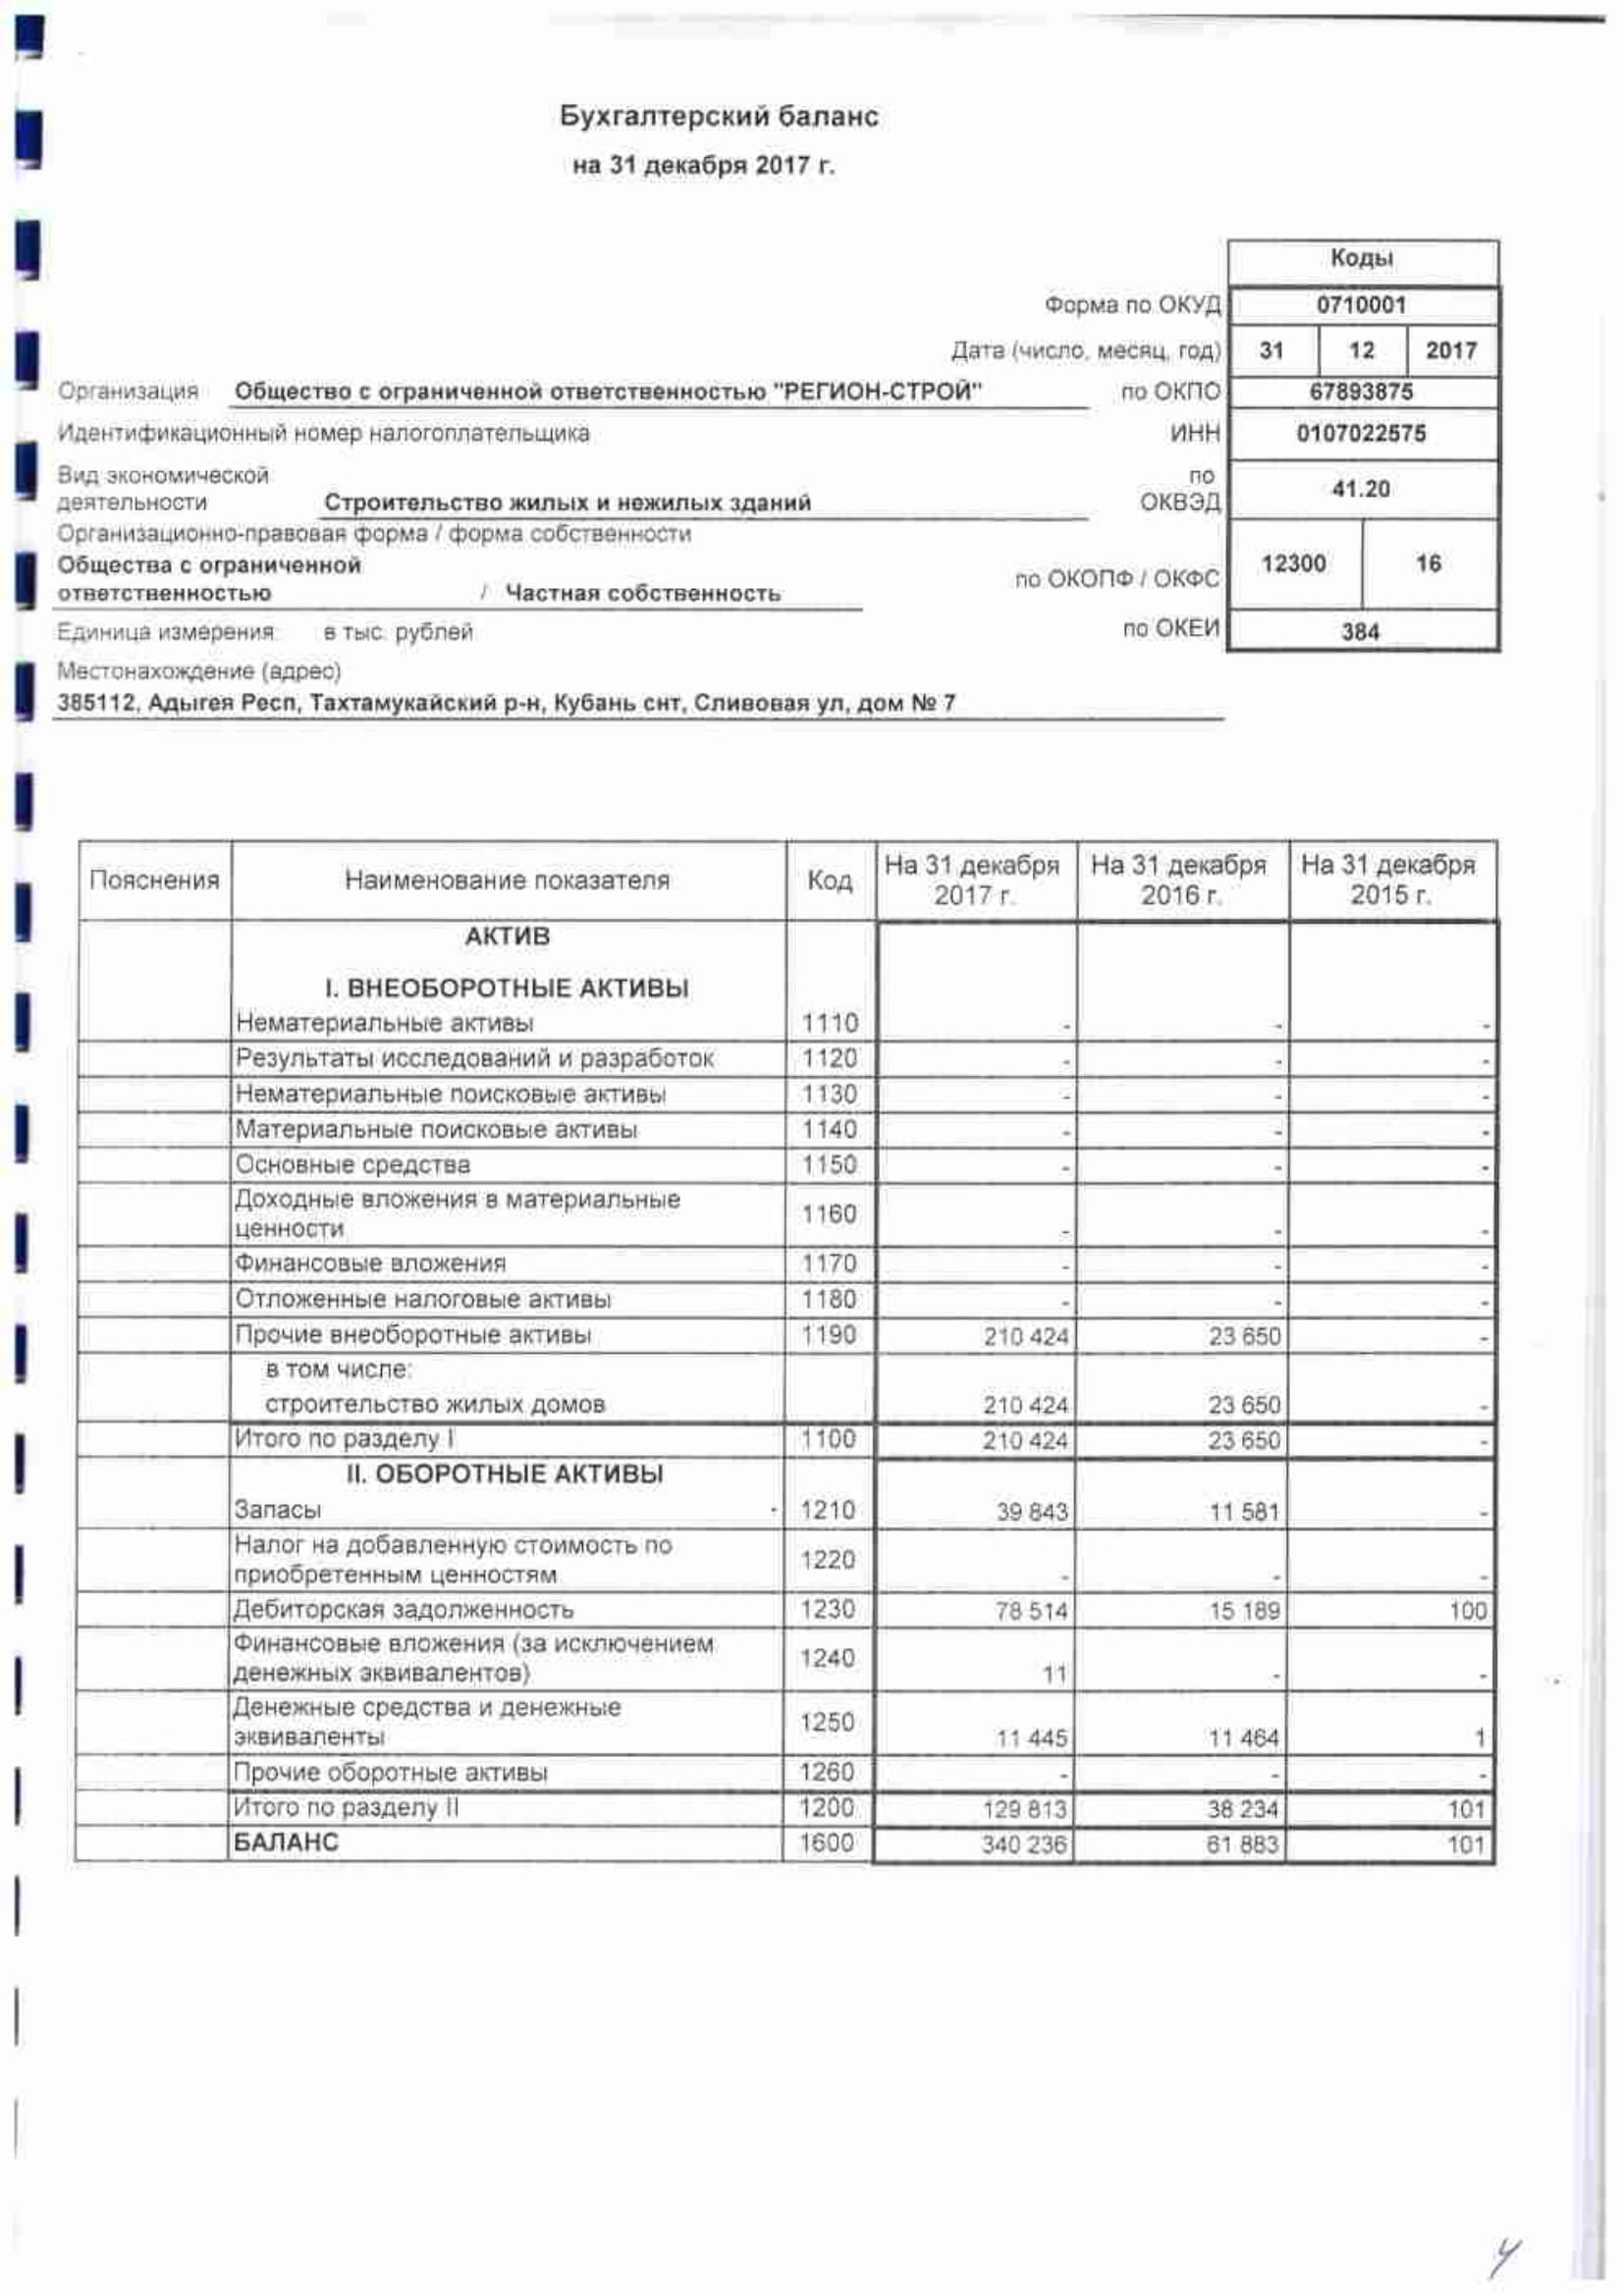 Бухгалтерский баланс
на 31 декабря 2017 г.
Коды
Форма по ОКУД 0710001
Дата (число, месяц, год) 31 12 2017
Организация Общество с ограниченной ответственностью "РЕГИОН-СТРОЙ" по ОКПО 67893875
Идентификационный номер налогоплательщика ИНН 0107022575
Вид экономической деятельности Строительство жилых и нежилых зданий по ОКВЭД 41.20
Организационно-правовая форма / форма собственности
Общества с ограниченной
ответственностью / Частная собственность по ОКОПФ / ОКФС 12300 16
Единица измерения: в тыс. рублей по ОКЕИ 384
Местонахождение (адрес)
385112, Адыгея Респ, Тахтамукайский р-н, Кубань снт, Сливовая ул, дом № 7
Пояснения Наименование показателя Код На 31 декабря 2017 г. На 31 декабря 2016 г. На 31 декабря 2015 г.
АКТИВ
I. ВНЕОБОРОТНЫЕ АКТИВЫ
Нематериальные активы 1110 - - -
Результаты исследований и разработок 1120 - - -
Нематериальные поисковые активы 1130 - - -
Материальные поисковые активы 1140 - - -
Основные средства 1150 - - -
Доходные вложения в материальные
ценности 1160 - - -
Финансовые вложения 1170 - - -
Отложенные налоговые активы 1180 - - -
Прочие внеоборотные активы 1190 210 424 23 650 -
в том числе:
строительство жилых домов 210 424 23 650 -
Итого по разделу I 1100 210 424 23 650 -
II. ОБОРОТНЫЕ АКТИВЫ
Запасы 1210 39 843 11 581 -
Налог на добавленную стоимость по
приобретенным ценностям 1220 - - -
Дебиторская задолженность 1230 78 514 15 189 100
Финансовые вложения (за исключением
денежных эквивалентов) 1240 11 - -
Денежные средства и денежные
эквиваленты 1250 11 445 11 464 1
Прочие оборотные активы 1260 - - -
Итого по разделу II 1200 129 813 38 234 101
БАЛАНС 1600 340 236 61 883 101